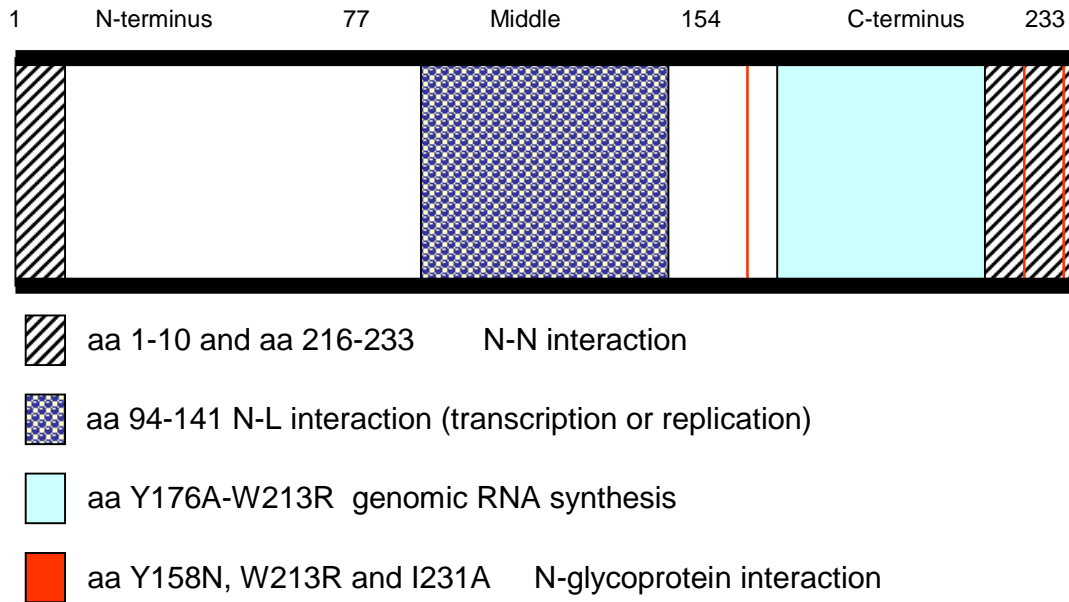 1 N-terminus 77 Middle 154 C-terminus 233
aa 1-10 and aa 216-233 N-N interaction
aa 94-141 N-L interaction (transcription or replication)
aa Y176A-W213R genomic RNA synthesis
aa Y158N, W213R and I231A N-glycoprotein interaction